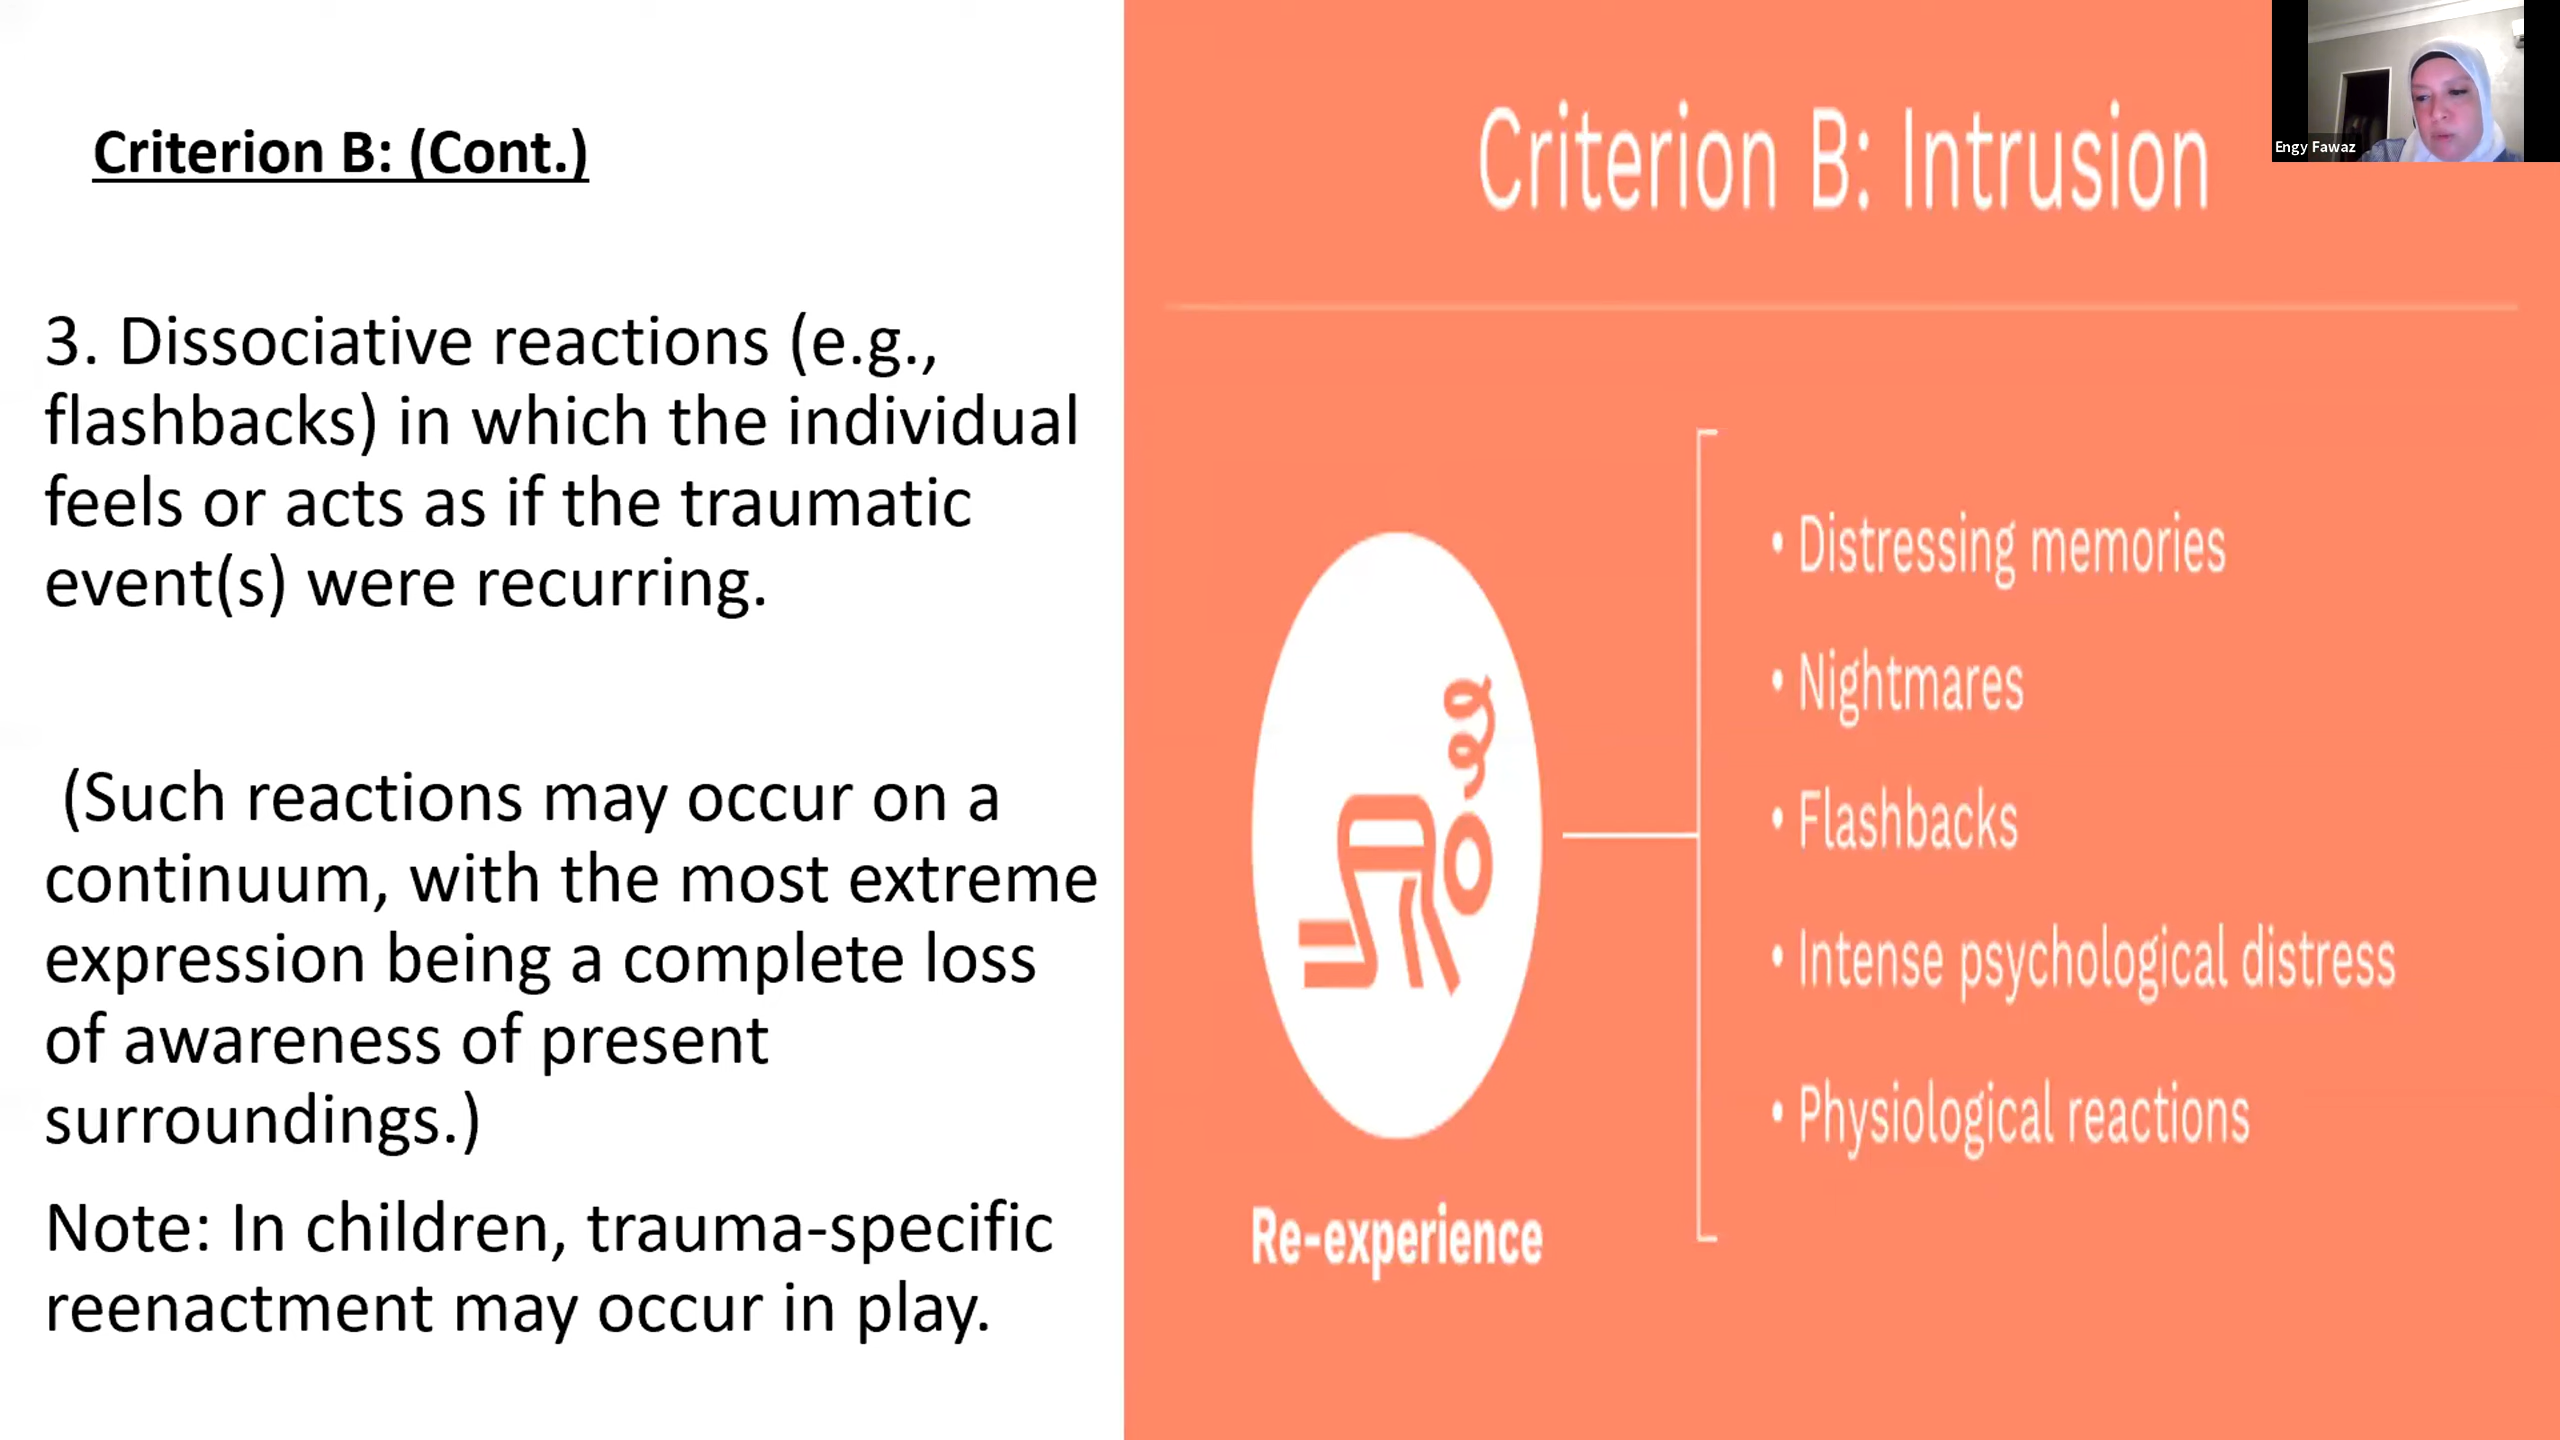 Criterion B: (Cont.)
3. Dissociative reactions (e.g.,
flashbacks) in which the individual
feels or acts as if the traumatic
event(s) were recurring.
(Such reactions may occur on a
continuum, with the most extreme
expression being a complete loss
of awareness of present
surroundings.)
Note: In children, trauma-specific
reenactment may occur in play.
Criterion B: Intrusion
• Distressing memories
• Nightmares
• Flashbacks
• Intense psychological distress
• Physiological reactions
Re-experience
Engy Fawaz